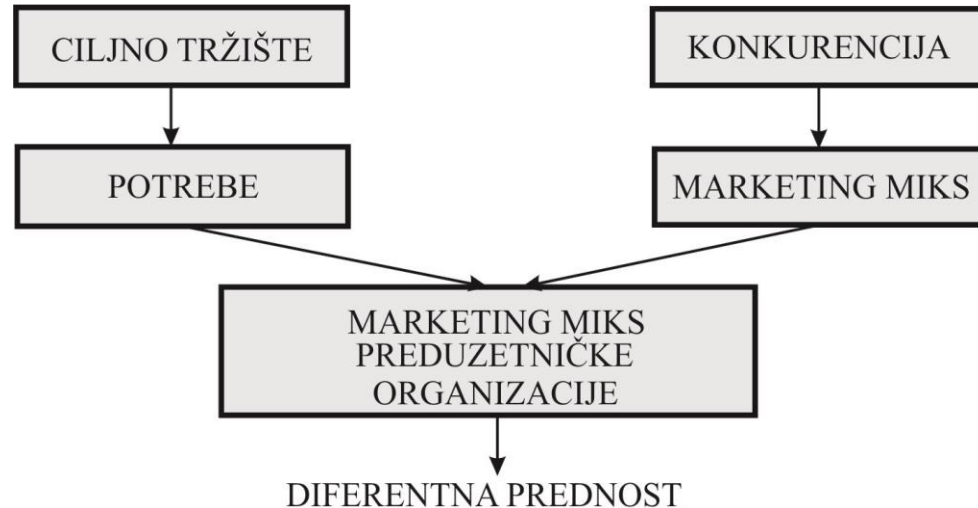 CILJNO TRŽIŠTE
KONKURENCIJA
POTREBE
MARKETING MIKS
MARKETING MIKS
PREDUZETNIČKE
ORGANIZACIJE
DIFERENTNA PREDNOST